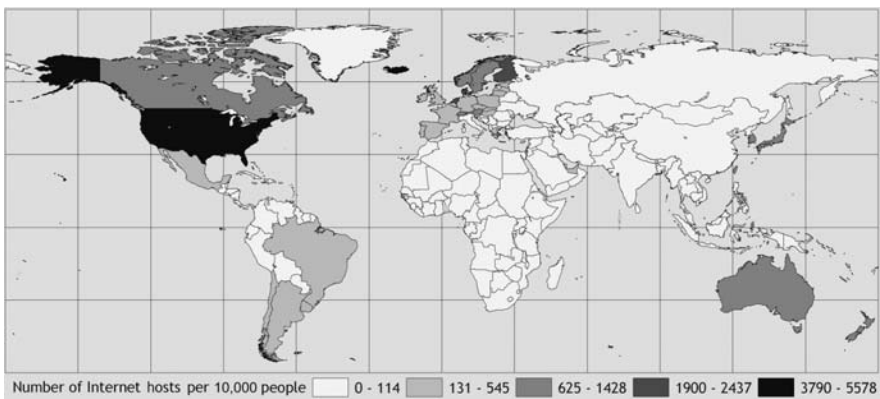 Number of Internet hosts per 10,000 people 0 - 114 131 - 545 625 - 1428 1900 - 2437 3790 - 5578